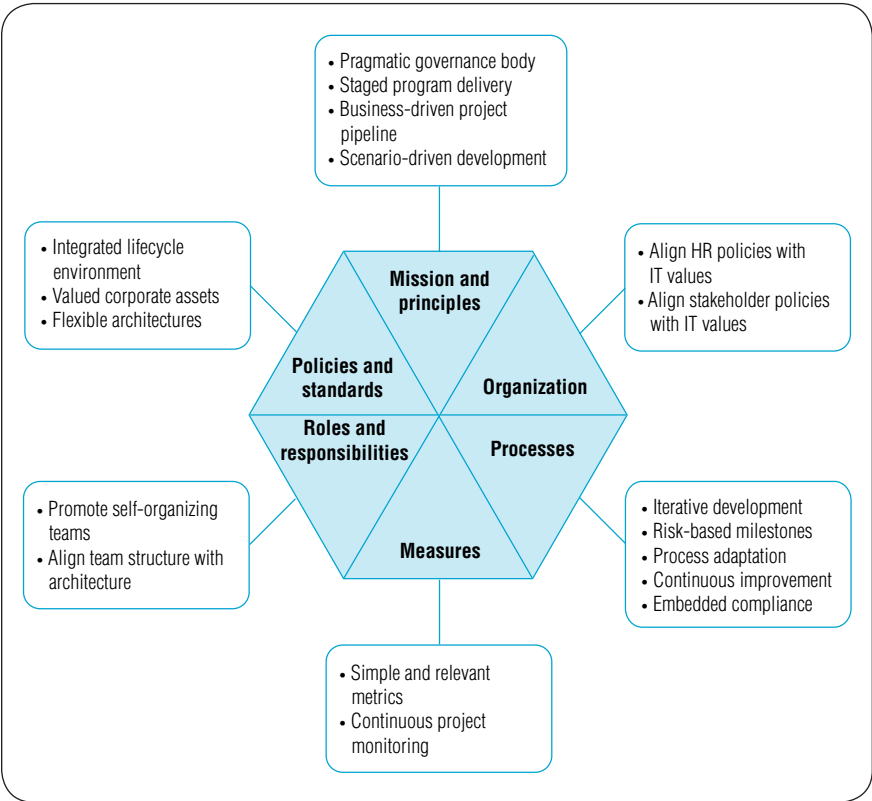 • Pragmatic governance body
• Staged program delivery
• Business-driven project
pipeline
• Scenario-driven development
• Integrated lifecycle
environment
• Valued corporate assets
• Flexible architectures
• Align HR policies with
IT values
• Align stakeholder policies
with IT values
Mission and
principles
Policies and
standards
Organization
Roles and
responsibilities
Processes
Measures
• Promote self-organizing
teams
• Align team structure with
architecture
• Iterative development
• Risk-based milestones
• Process adaptation
• Continuous improvement
• Embedded compliance
• Simple and relevant
metrics
• Continuous project
monitoring